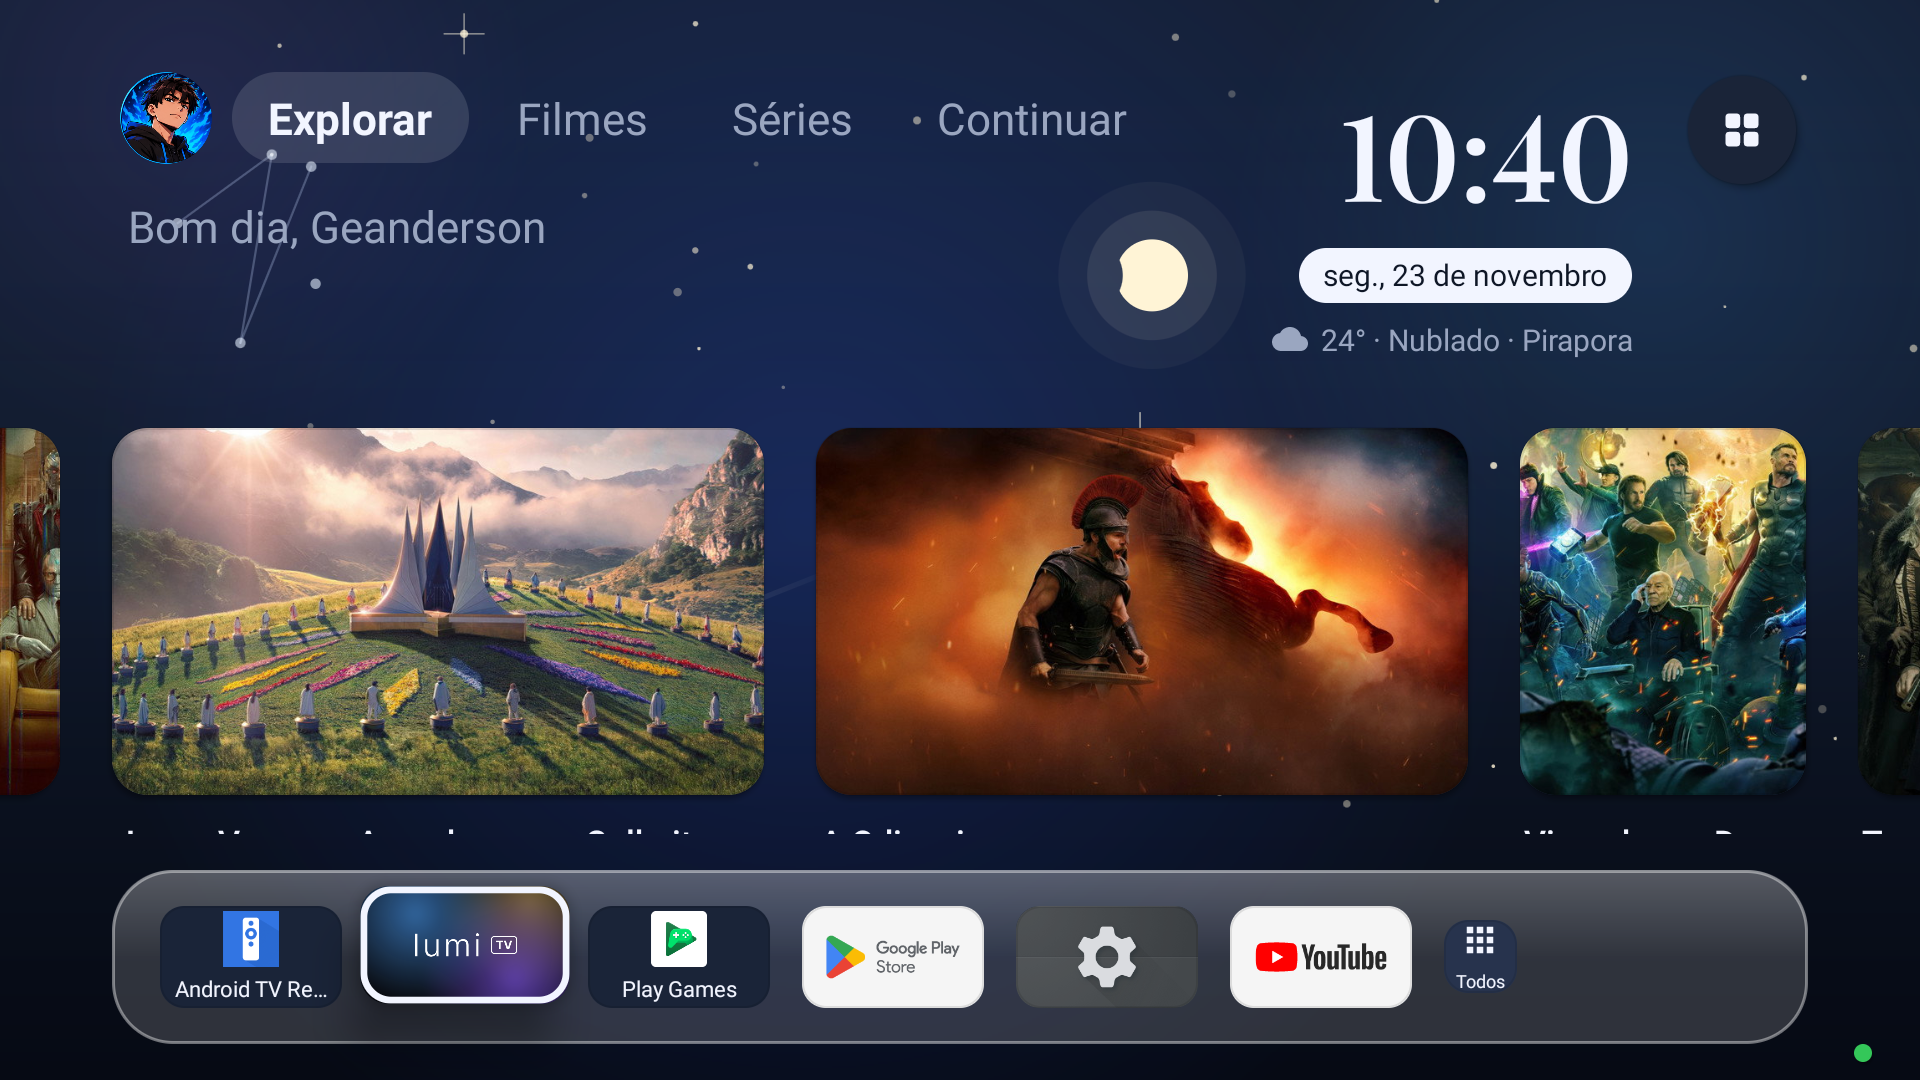 Explorar
Filmes
Séries
Continuar
10:40
Bom dia, Geanderson
seg., 23 de novembro
24° · Nublado · Pirapora
Android TV Re...
lumi TV
Play Games
Google Play
Store
YouTube
Todos